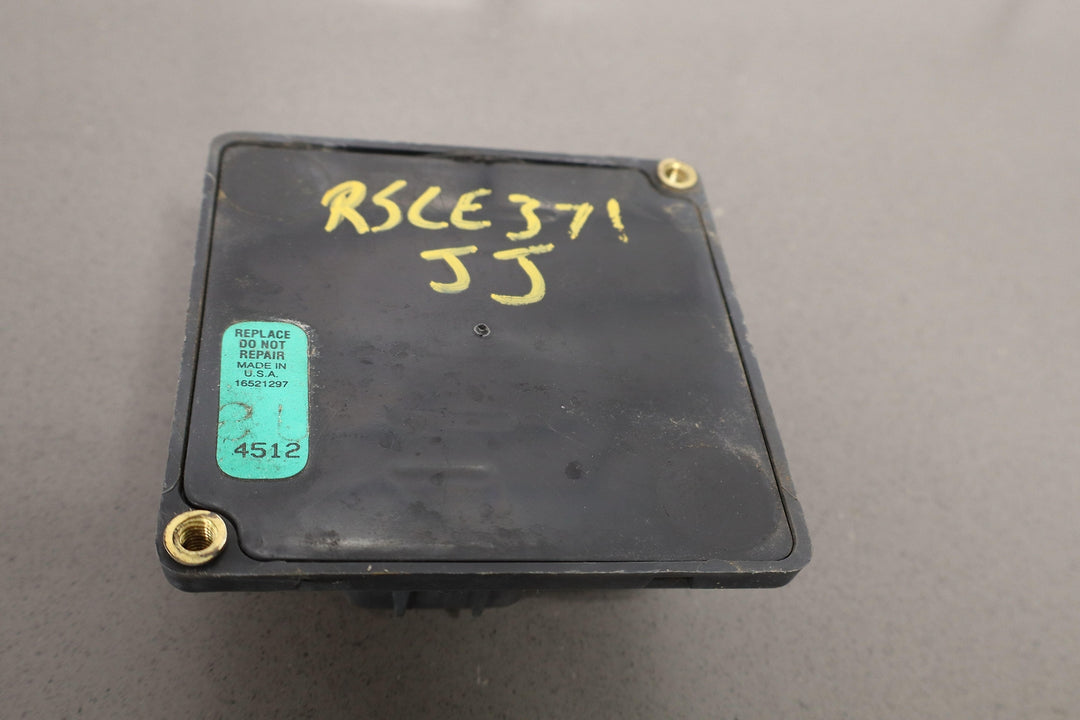 RSCE371
JJ
REPLACE
DO NOT
REPAIR
MADE IN
U.S.A.
16521297
4512